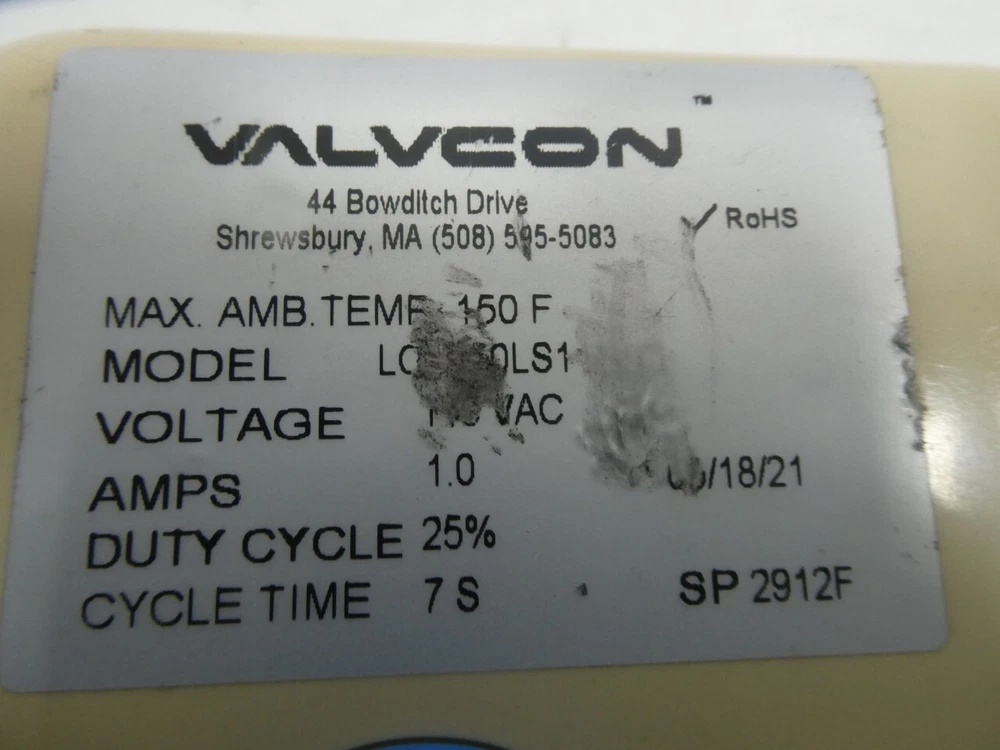 VALVCON™
44 Bowditch Drive
Shrewsbury, MA (508) 595-5083
RoHS
MAX. AMB. TEMP 150 F
MODEL
VOLTAGE VAC
AMPS 1.0
DUTY CYCLE 25%
CYCLE TIME 7 S
SP 2912F